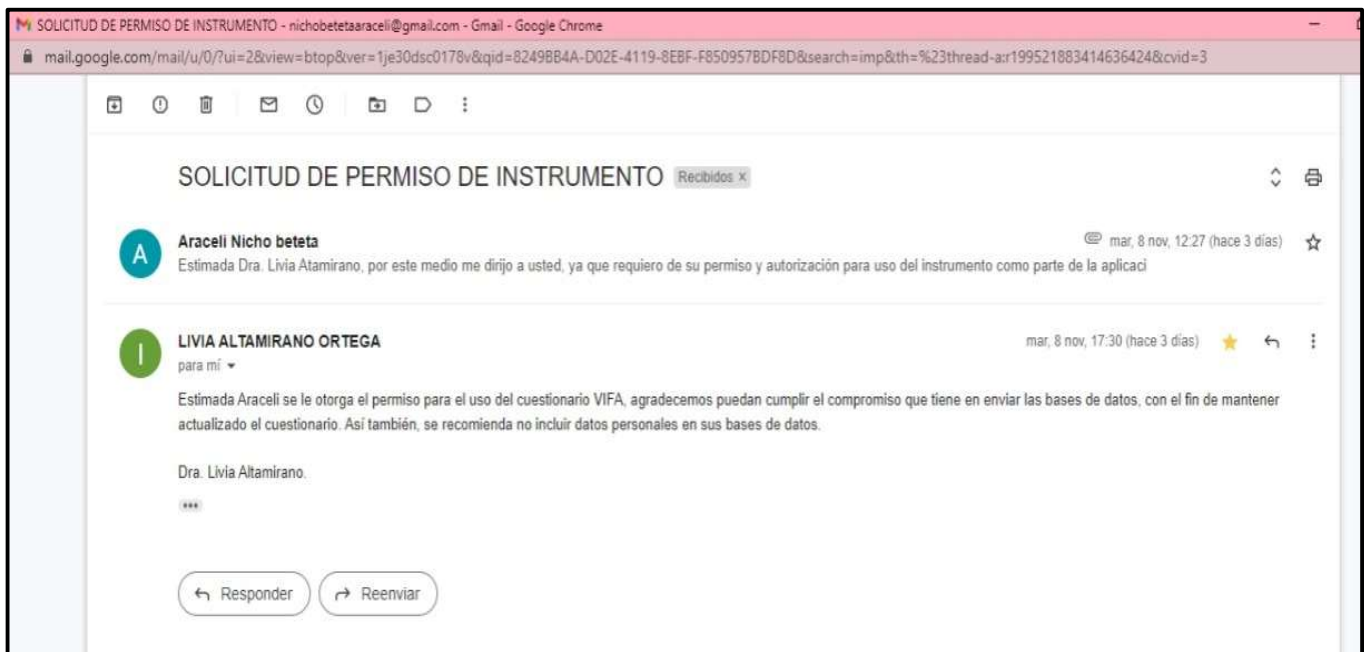 SOLICITUD DE PERMISO DE INSTRUMENTO - nichobetetaaraceli@gmail.com - Gmail - Google Chrome
mail.google.com/mail/u/0/?ui=2&view=btop&ver=1je30dsc0178v&qid=8249BB4A-D02E-4119-8EBF-F850957BDF8D&search=imp&th=%23thread-a:r199521883414636424&cvid=3
SOLICITUD DE PERMISO DE INSTRUMENTO Recibidos x
A
Araceli Nicho beteta
mar, 8 nov, 12:27 (hace 3 días)
Estimada Dra. Livia Atamirano, por este medio me dirijo a usted, ya que requiero de su permiso y autorización para uso del instrumento como parte de la aplicaci
I
LIVIA ALTAMIRANO ORTEGA
mar, 8 nov, 17:30 (hace 3 días)
para mí
Estimada Araceli se le otorga el permiso para el uso del cuestionario VIFA, agradecemos puedan cumplir el compromiso que tiene en enviar las bases de datos, con el fin de mantener
actualizado el cuestionario. Así también, se recomienda no incluir datos personales en sus bases de datos.
Dra. Livia Altamirano.
Responder
Reenviar